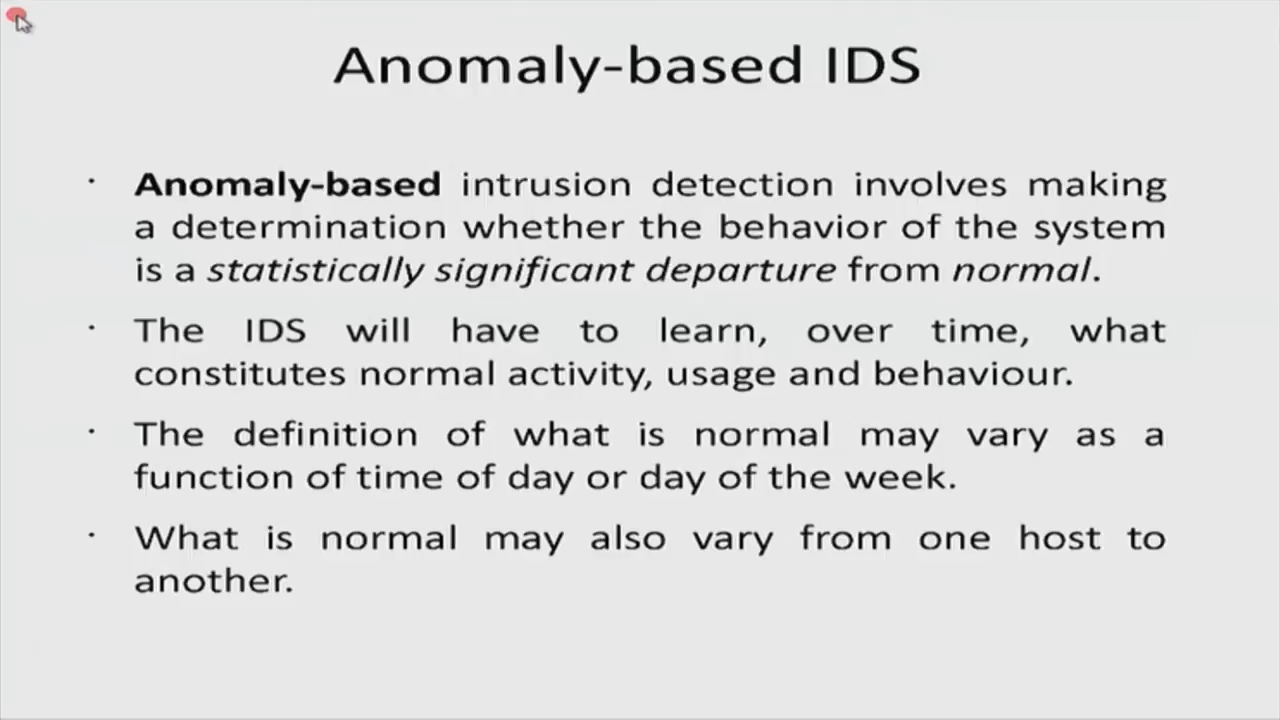 Anomaly-based IDS
· Anomaly-based intrusion detection involves making
a determination whether the behavior of the system
is a statistically significant departure from normal.
· The IDS will have to learn, over time, what
constitutes normal activity, usage and behaviour.
· The definition of what is normal may vary as a
function of time of day or day of the week.
· What is normal may also vary from one host to
another.